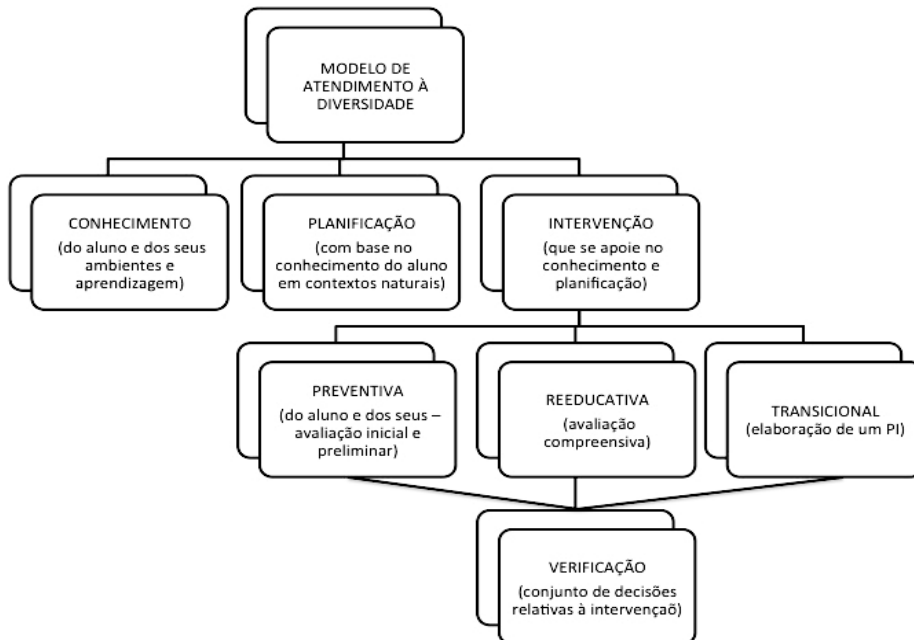 MODELO DE
ATENDIMENTO À
DIVERSIDADE
CONHECIMENTO
(do aluno e dos seus
ambientes e
aprendizagem)
PLANIFICAÇÃO
(com base no
conhecimento do aluno
em contextos naturais)
INTERVENÇÃO
(que se apoie no
conhecimento e
planificação)
PREVENTIVA
(do aluno e dos seus –
avaliação inicial e
preliminar)
REEDUCATIVA
(avaliação
compreensiva)
TRANSICIONAL
(elaboração de um PI)
VERIFICAÇÃO
(conjunto de decisões
relativas à intervençaõ)